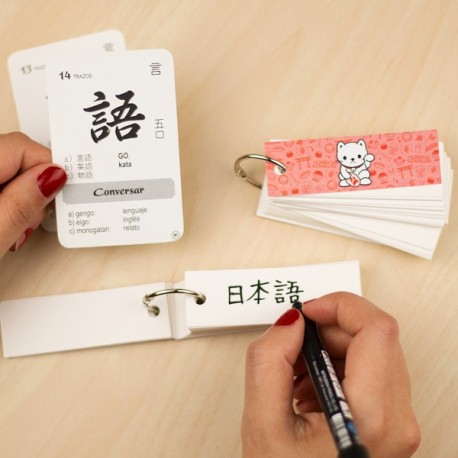 13
言
14 TRAZOS
言
語
五
口
a) 言語
b) 英語
c) 物語
GO.
kata
Conversar
a) gengo lenguaje
b) eigo inglés
c) monogatari relato
日本語